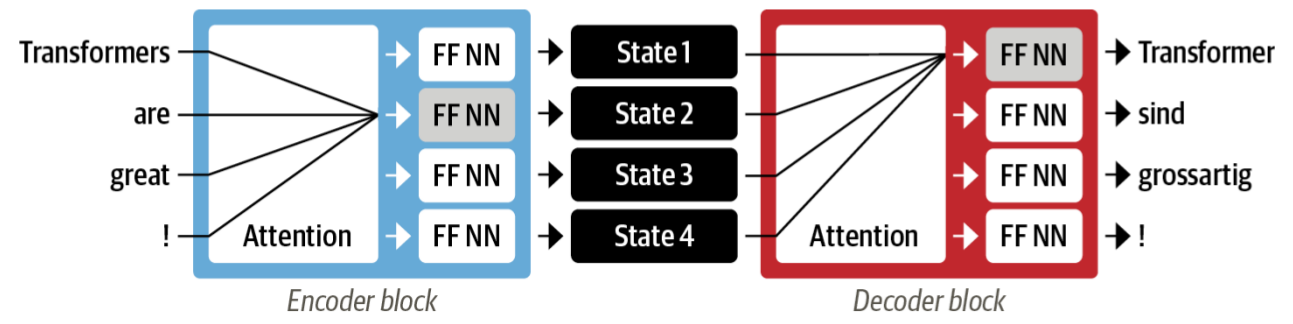 Transformers FF NN State 1 FF NN Transformer
are FF NN State 2 FF NN sind
great FF NN State 3 FF NN grossartig
! Attention FF NN State 4 Attention FF NN !
Encoder block Decoder block